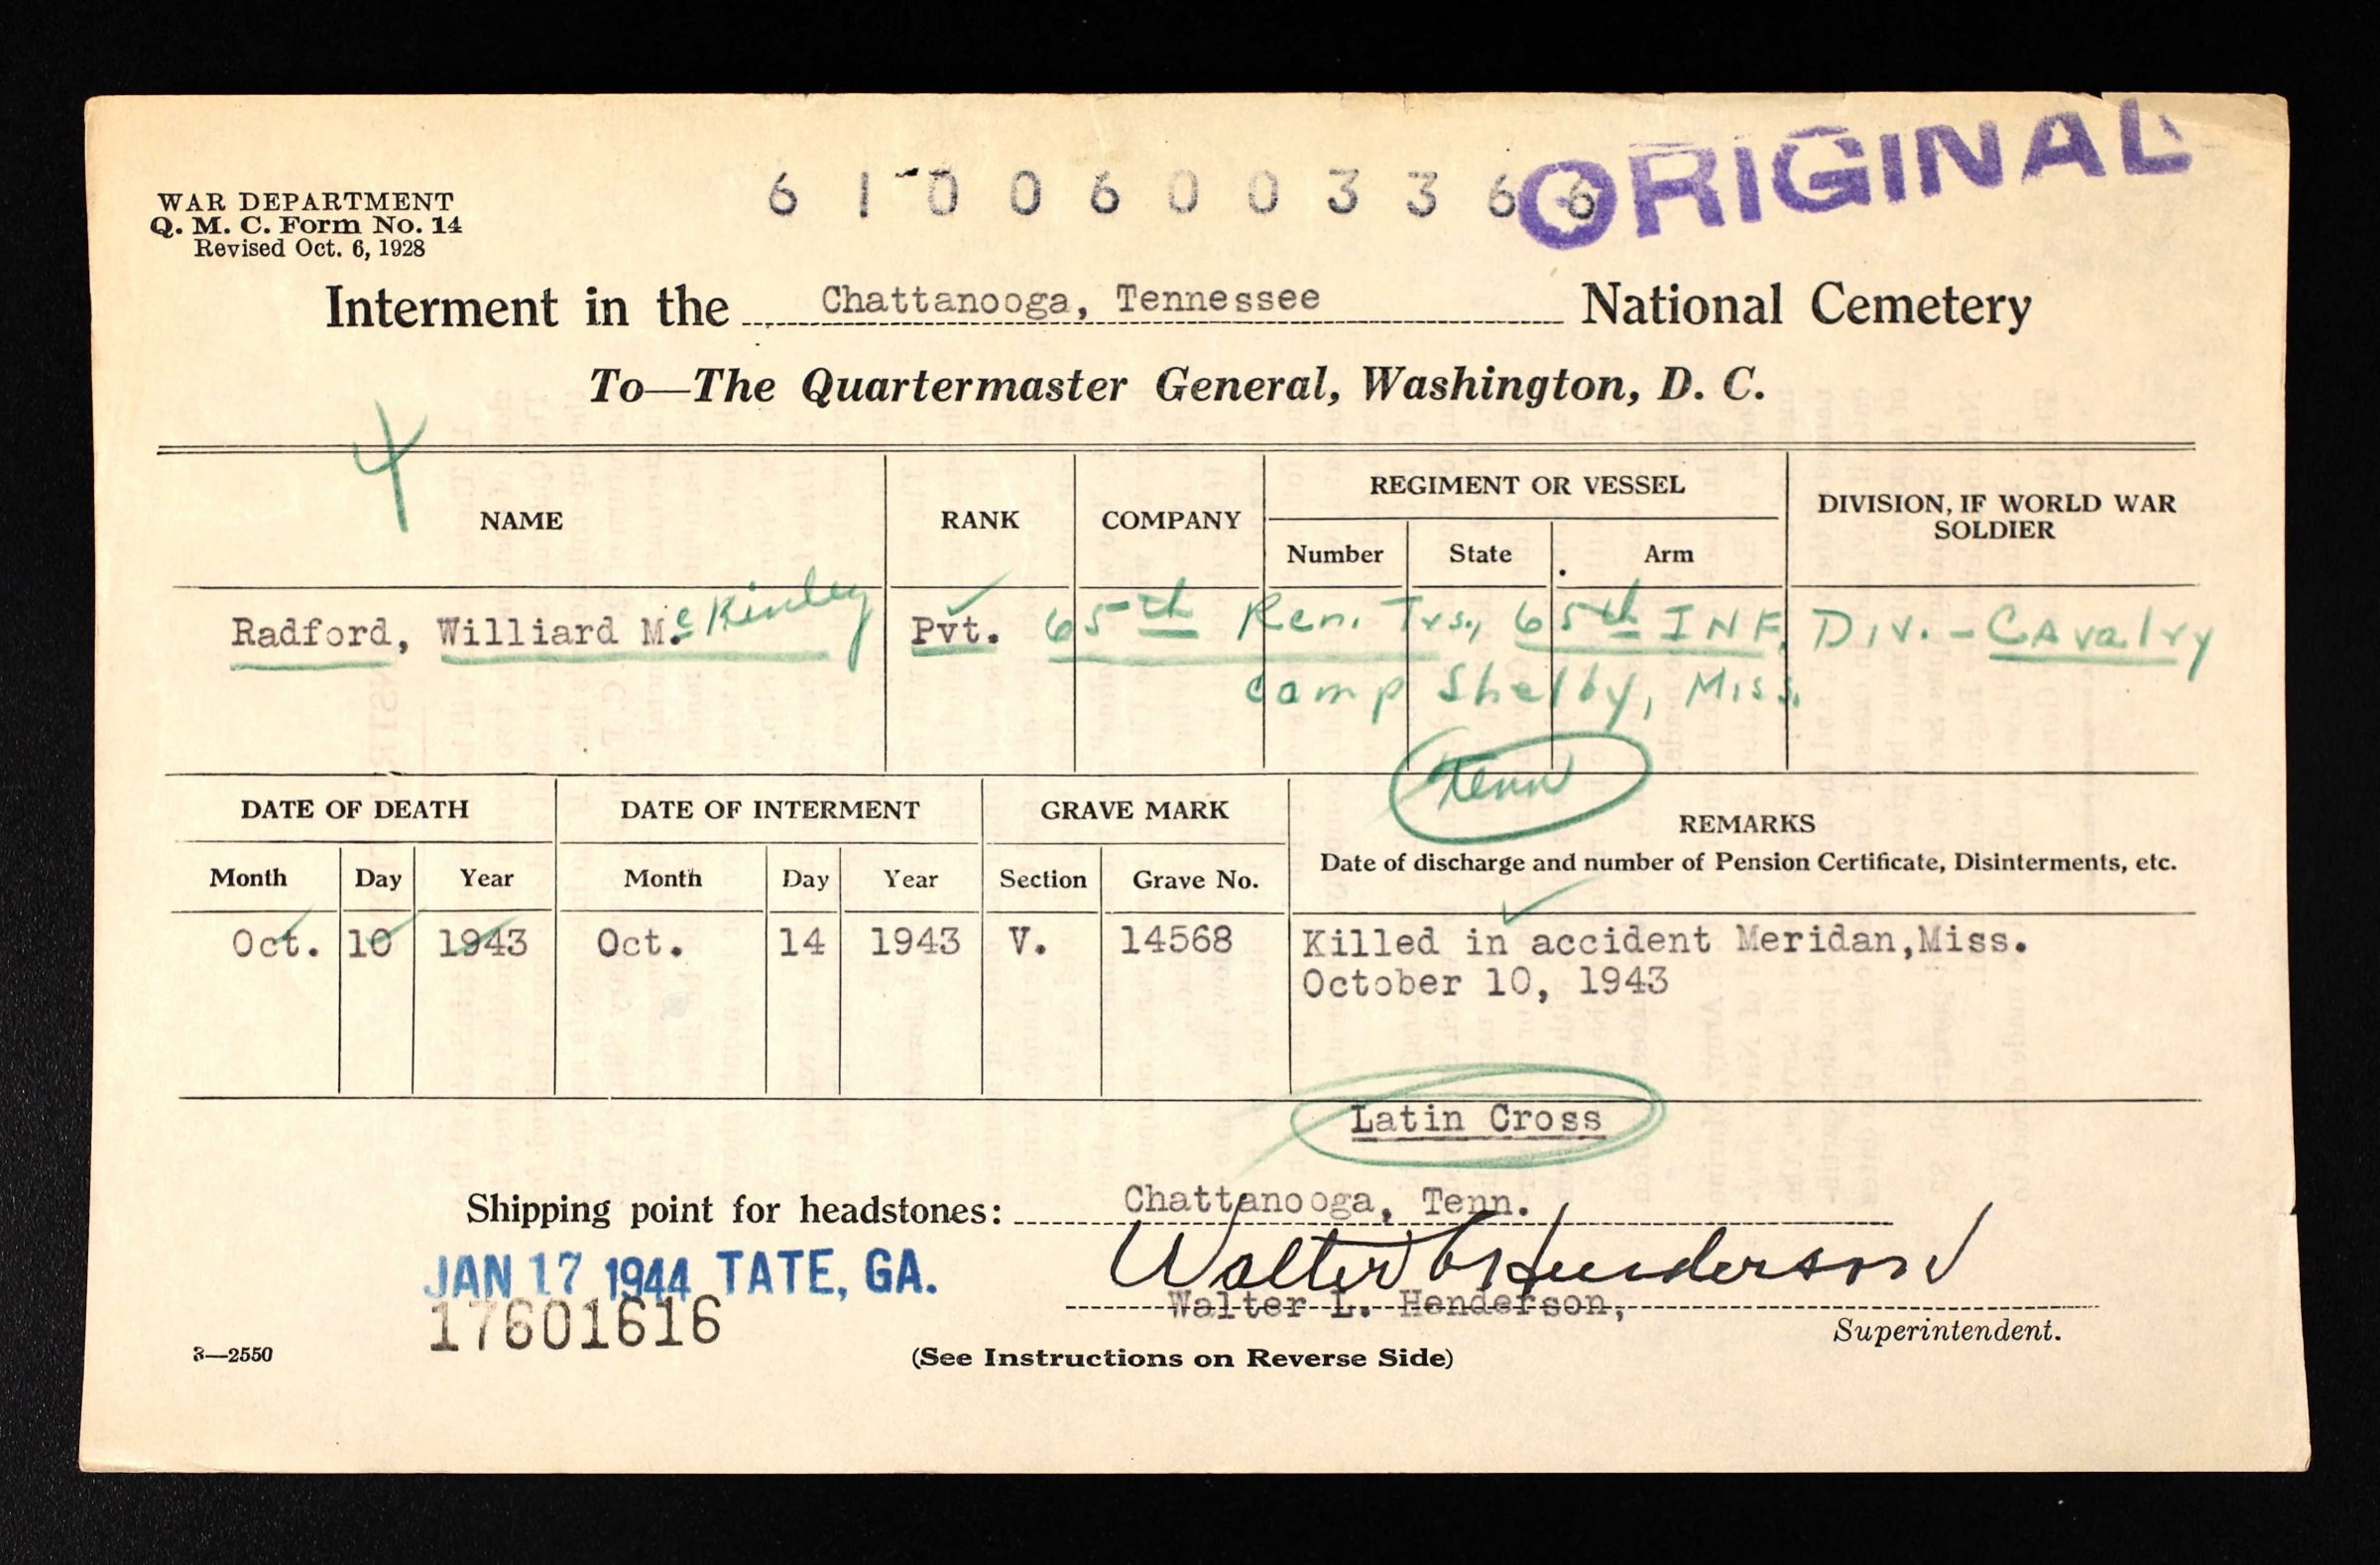 ORIGINAL
6 1 0 0 6 0 0 3 3 6 6
WAR DEPARTMENT
Q. M. C. Form No. 14
Revised Oct. 6, 1928
Interment in the Chattanooga, Tennessee National Cemetery
To—The Quartermaster General, Washington, D. C.
4
NAME RANK COMPANY REGIMENT OR VESSEL DIVISION, IF WORLD WAR SOLDIER
Number State Arm
Radford, Williard M.cKinley Pvt. 65th Ren. Trs., 65th INF. Div. - Cavalry
Camp Shelby, Miss.
Tenn
DATE OF DEATH DATE OF INTERMENT GRAVE MARK REMARKS
Date of discharge and number of Pension Certificate, Disinterments, etc.
Month Day Year Month Day Year Section Grave No.
Oct. 10 1943 Oct. 14 1943 V. 14568 Killed in accident Meridan,Miss.
October 10, 1943
Latin Cross
Shipping point for headstones: Chattanooga, Tenn.
Walter L Henderson
JAN 17 1944 TATE, GA.
Walter L. Henderson,
17601616
Superintendent.
3—2550
(See Instructions on Reverse Side)